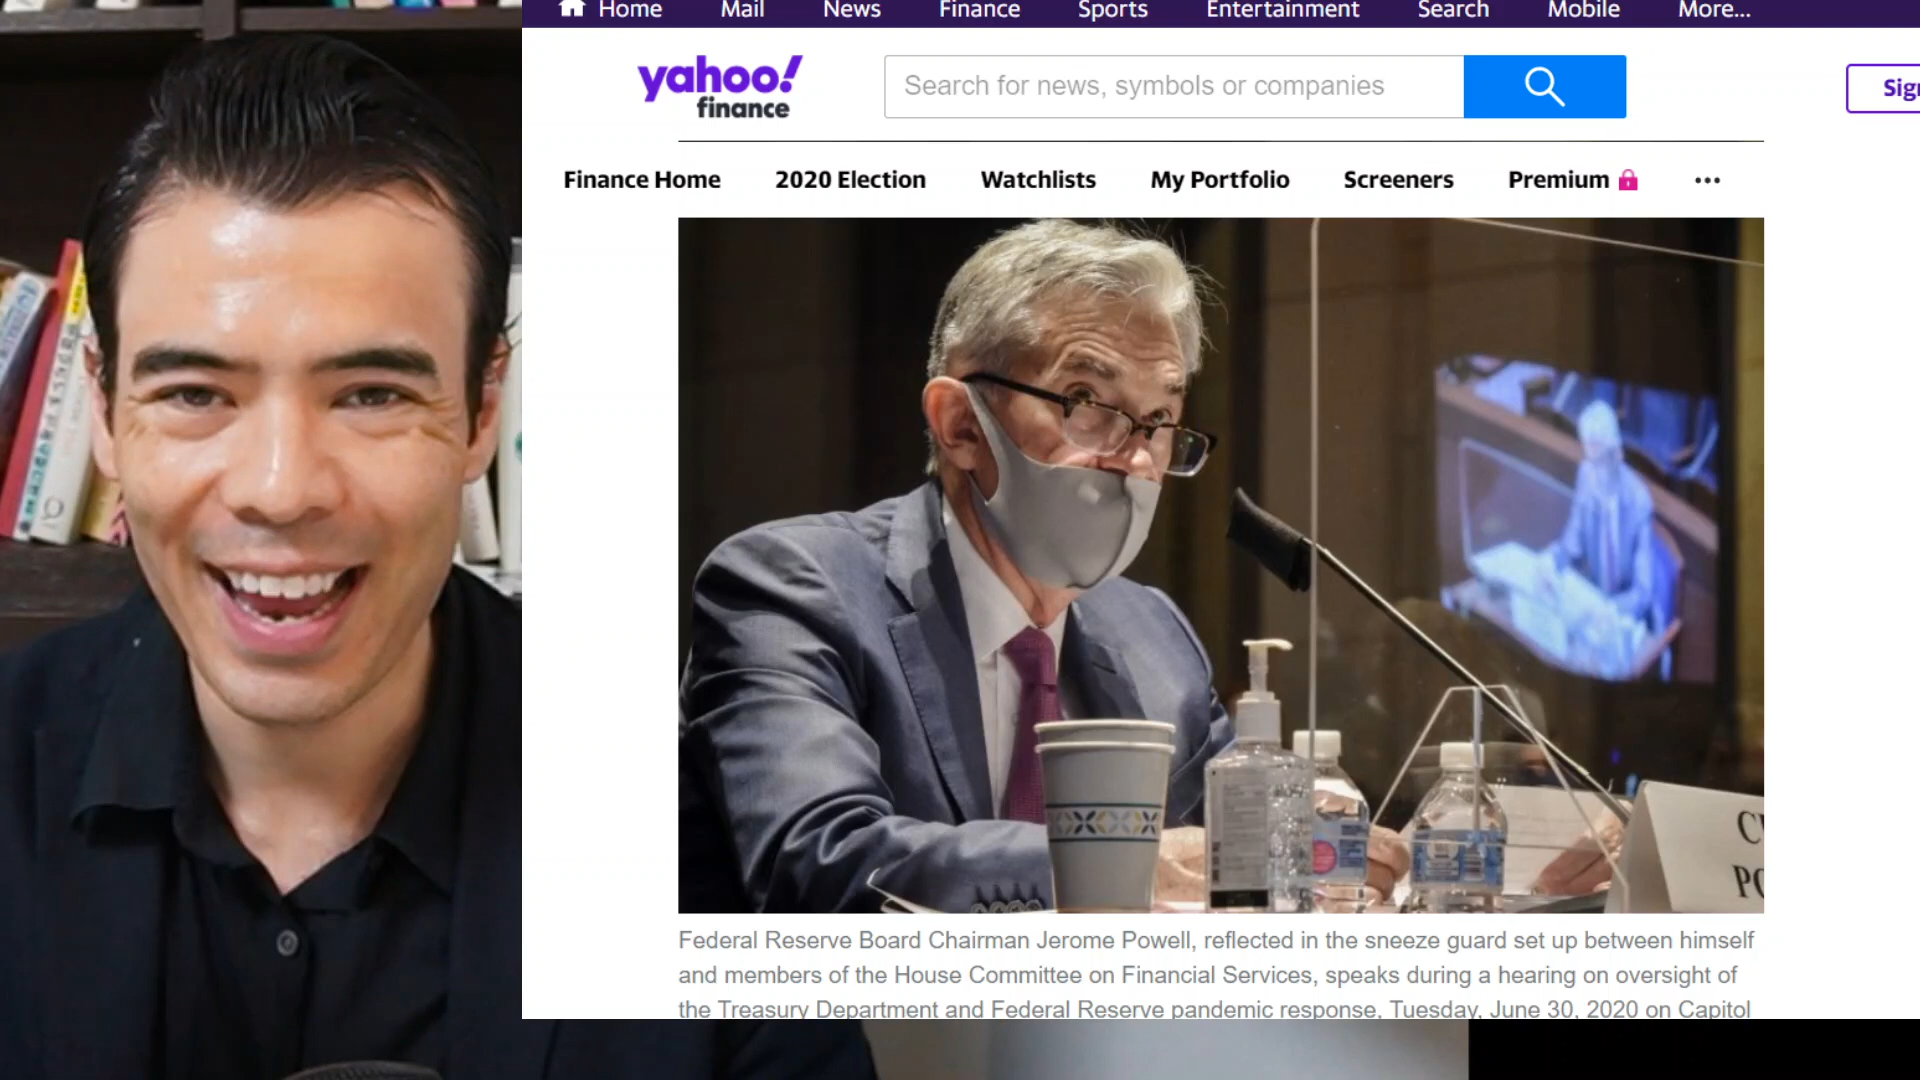 Home Mail News Finance Sports Entertainment Search Mobile More...
yahoo!
finance
Search for news, symbols or companies
Finance Home 2020 Election Watchlists My Portfolio Screeners Premium ...
Federal Reserve Board Chairman Jerome Powell, reflected in the sneeze guard set up between himself
and members of the House Committee on Financial Services, speaks during a hearing on oversight of
the Treasury Department and Federal Reserve pandemic response, Tuesday, June 30, 2020 on Capitol